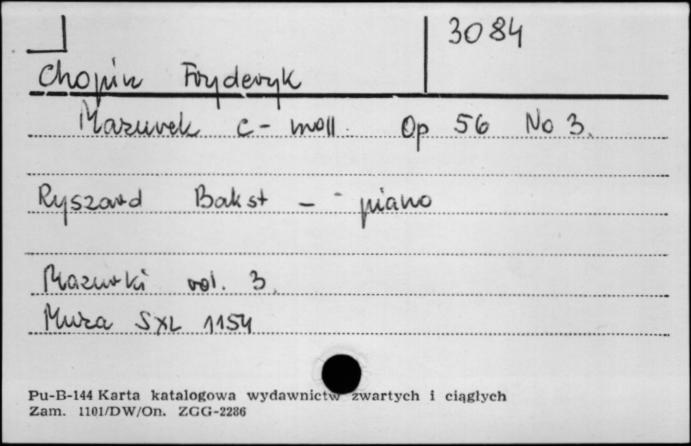 3084
Chopin Fryderyk
Mazurek c-moll. Op 56 No 3.
Ryszard Bakst - piano
Mazurki vol. 3.
Muza SXL 1154
Pu-B-144 Karta katalogowa wydawnictw zwartych i ciągłych
Zam. 1101/DW/On. ZGG-2286